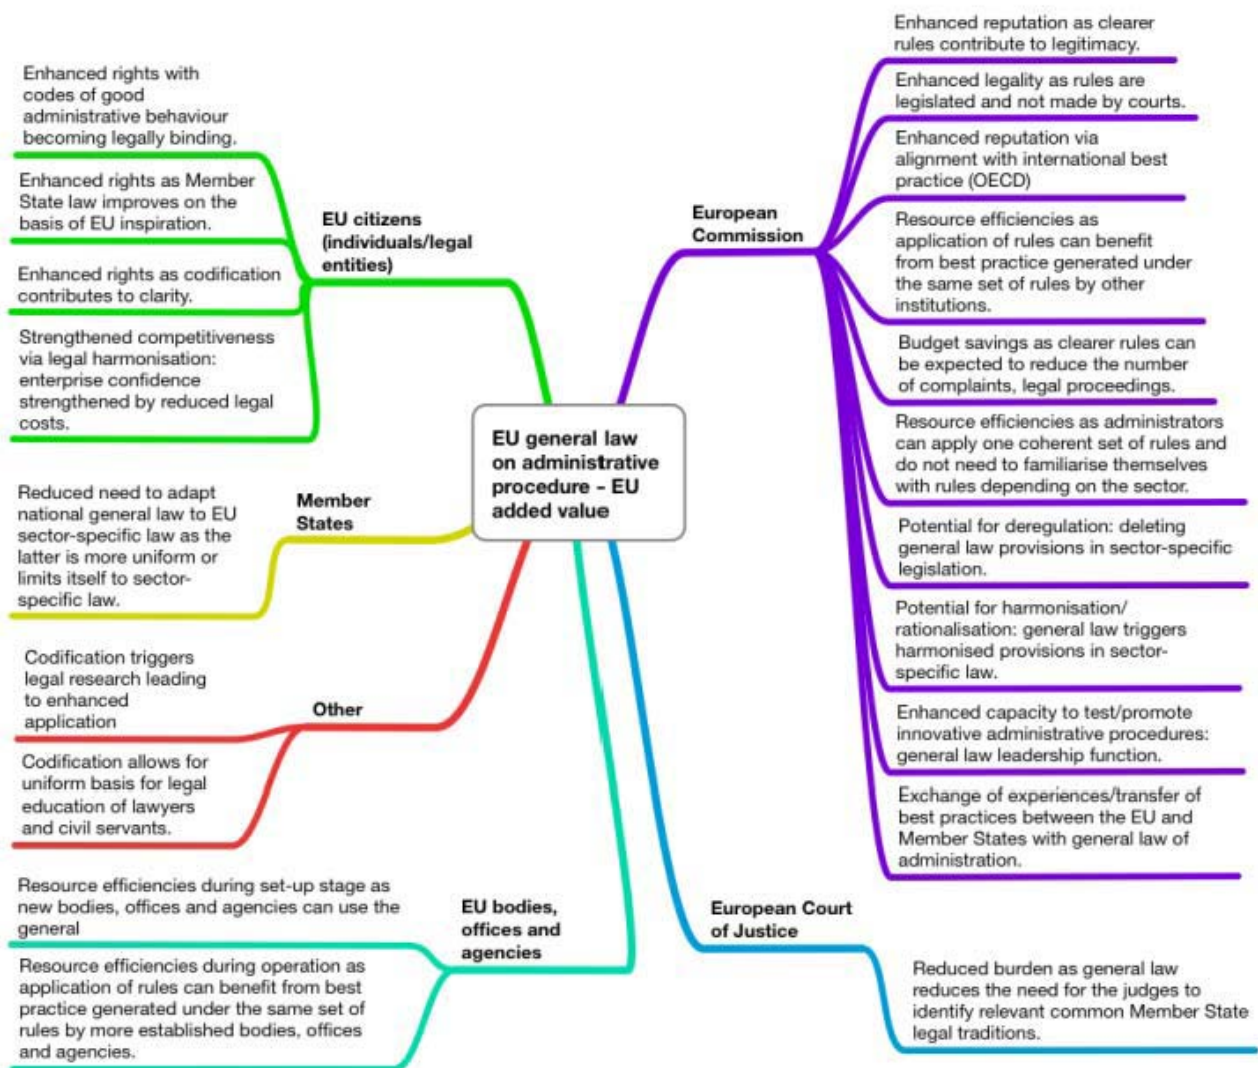 EU general law
on administrative
procedure – EU
added value
EU citizens
(individuals/legal
entities)
Enhanced rights with
codes of good
administrative behaviour
becoming legally binding.
Enhanced rights as Member
State law improves on the
basis of EU inspiration.
Enhanced rights as codification
contributes to clarity.
Strengthened competitiveness
via legal harmonisation:
enterprise confidence
strengthened by reduced legal
costs.
Member
States
Reduced need to adapt
national general law to EU
sector-specific law as the
latter is more uniform or
limits itself to sector-
specific law.
Other
Codification triggers
legal research leading
to enhanced
application
Codification allows for
uniform basis for legal
education of lawyers
and civil servants.
EU bodies,
offices and
agencies
Resource efficiencies during set-up stage as
new bodies, offices and agencies can use the
general
Resource efficiencies during operation as
application of rules can benefit from best
practice generated under the same set of
rules by more established bodies, offices
and agencies.
European
Commission
Enhanced reputation as clearer
rules contribute to legitimacy.
Enhanced legality as rules are
legislated and not made by courts.
Enhanced reputation via
alignment with international best
practice (OECD)
Resource efficiencies as
application of rules can benefit
from best practice generated under
the same set of rules by other
institutions.
Budget savings as clearer rules can
be expected to reduce the number
of complaints, legal proceedings.
Resource efficiencies as administrators
can apply one coherent set of rules and
do not need to familiarise themselves
with rules depending on the sector.
Potential for deregulation: deleting
general law provisions in sector-specific
legislation.
Potential for harmonisation/
rationalisation: general law triggers
harmonised provisions in sector-
specific law.
Enhanced capacity to test/promote
innovative administrative procedures:
general law leadership function.
Exchange of experiences/transfer of
best practices between the EU and
Member States with general law of
administration.
European Court
of Justice
Reduced burden as general law
reduces the need for the judges to
identify relevant common Member State
legal traditions.